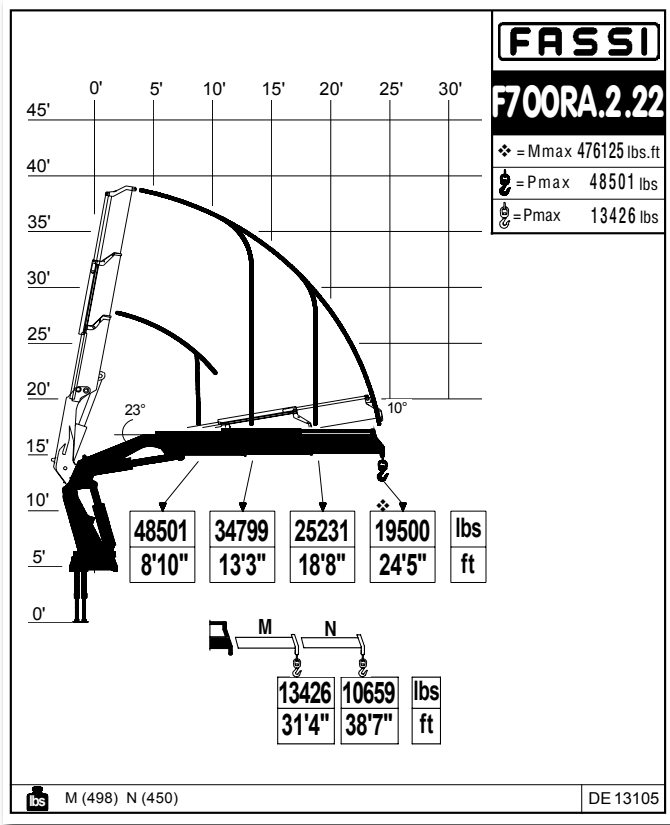 FASSI
F700RA.2.22
❖ = Mmax 476125 lbs.ft
= Pmax 48501 lbs
= Pmax 13426 lbs
0' 5' 10' 15' 20' 25' 30'
45'
40'
35'
30'
25'
20'
10°
23°
15'
10'
❖
48501 34799 25231 19500 lbs
8'10" 13'3" 18'8" 24'5" ft
5'
0'
M N
13426 10659 lbs
31'4" 38'7" ft
lbs M (498) N (450)
DE 13105